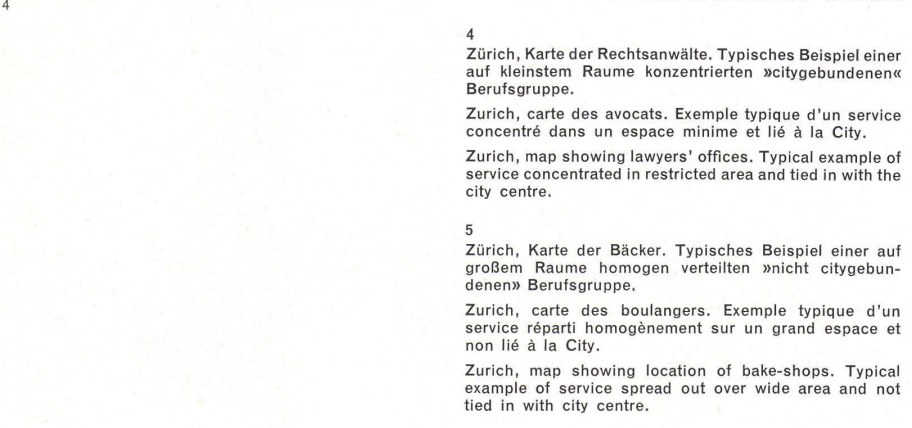 4
4
Zürich, Karte der Rechtsanwälte. Typisches Beispiel einer
auf kleinstem Raume konzentrierten »citygebundenen«
Berufsgruppe.
Zurich, carte des avocats. Exemple typique d'un service
concentré dans un espace minime et lié à la City.
Zurich, map showing lawyers' offices. Typical example of
service concentrated in restricted area and tied in with the
city centre.
5
Zürich, Karte der Bäcker. Typisches Beispiel einer auf
großem Raume homogen verteilten »nicht citygebun-
denen» Berufsgruppe.
Zurich, carte des boulangers. Exemple typique d'un
service réparti homogènement sur un grand espace et
non lié à la City.
Zurich, map showing location of bake-shops. Typical
example of service spread out over wide area and not
tied in with city centre.